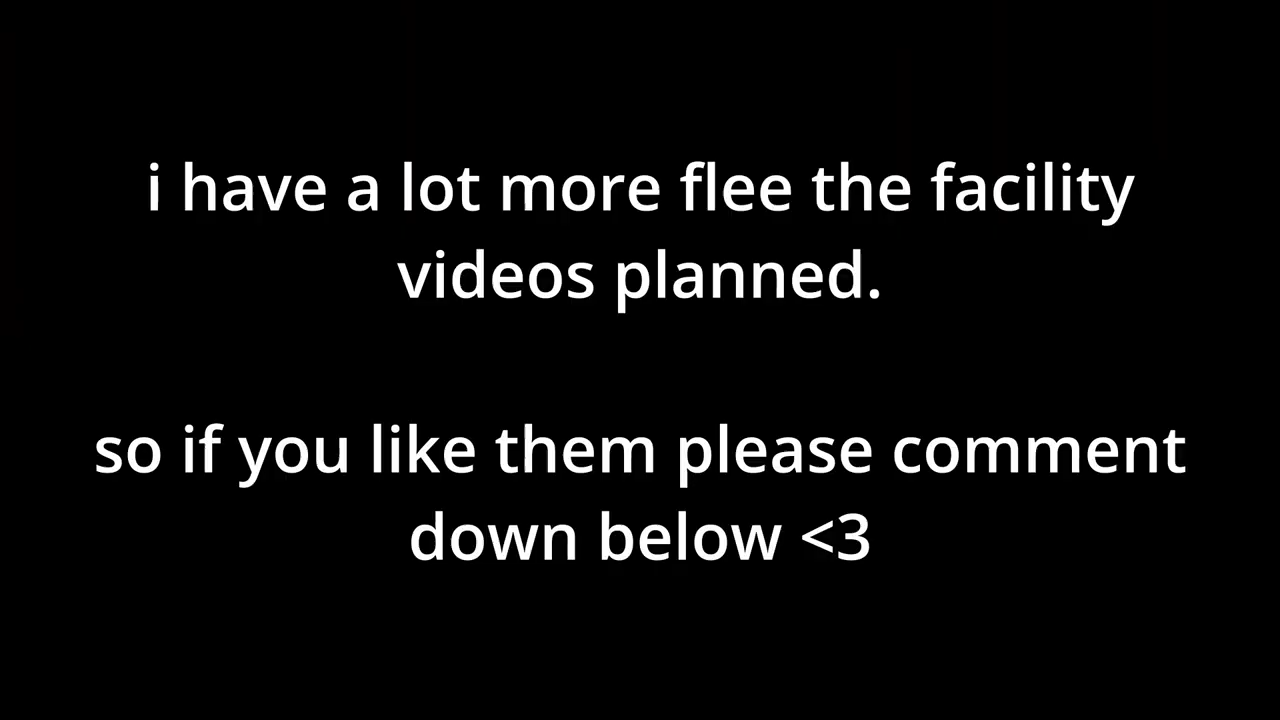 i have a lot more flee the facility
videos planned.
so if you like them please comment
down below <3